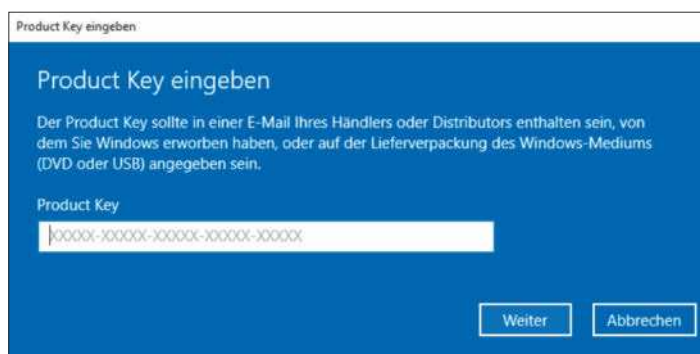 Product Key eingeben
Product Key eingeben
Der Product Key sollte in einer E-Mail Ihres Händlers oder Distributors enthalten sein, von
dem Sie Windows erworben haben, oder auf der Lieferverpackung des Windows-Mediums
(DVD oder USB) angegeben sein.
Product Key
XXXXX-XXXXX-XXXXX-XXXXX-XXXXX
Weiter Abbrechen